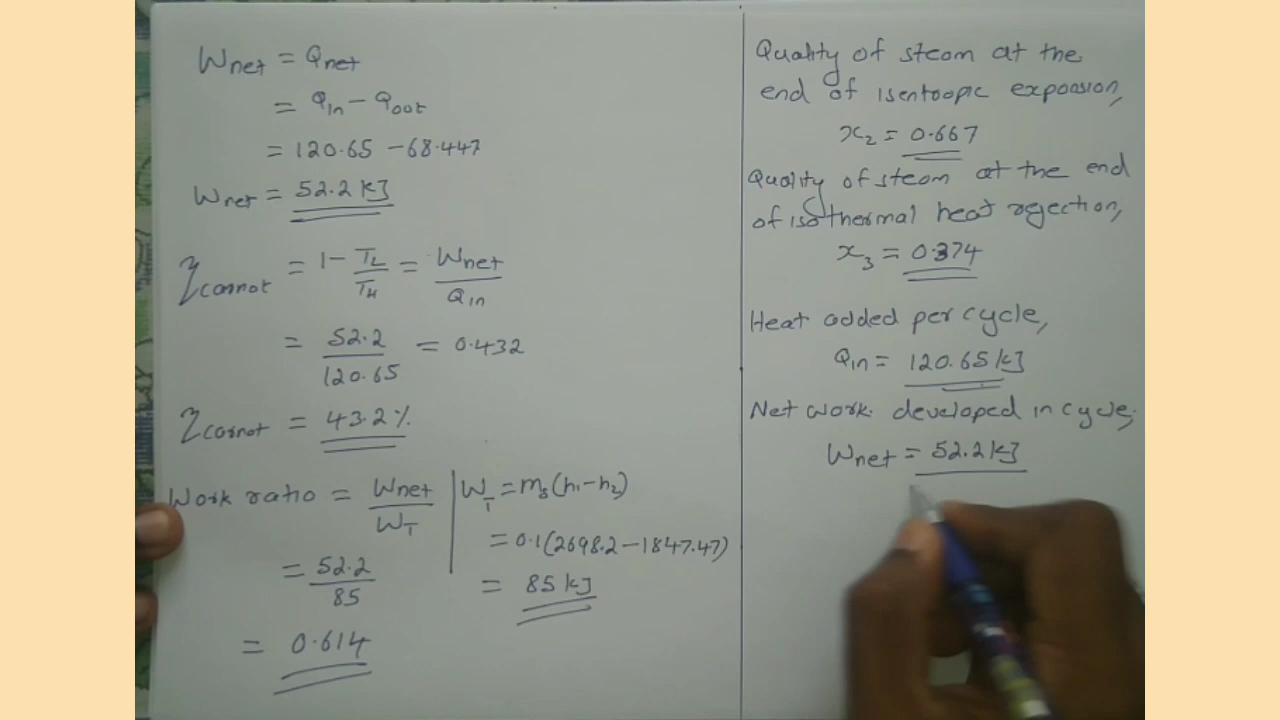 Wnet = Qnet
= Qin - Qout
= 120.65 - 68.447
Wnet = 52.2 kJ
ηcarnot = 1 - TL/TH = Wnet/Qin
= 52.2/120.65 = 0.432
ηcarnot = 43.2%
Work ratio = Wnet/WT
= 52.2/85
= 0.614
WT = ms(h1-h2)
= 0.1(2698.2-1847.47)
= 85 kJ
Quality of steam at the
end of isentropic expansion,
x2 = 0.667
Quality of steam at the end
of isothermal heat rejection,
x3 = 0.374
Heat added per cycle,
Qin = 120.65 kJ
Net work developed in cycle,
Wnet = 52.2 kJ